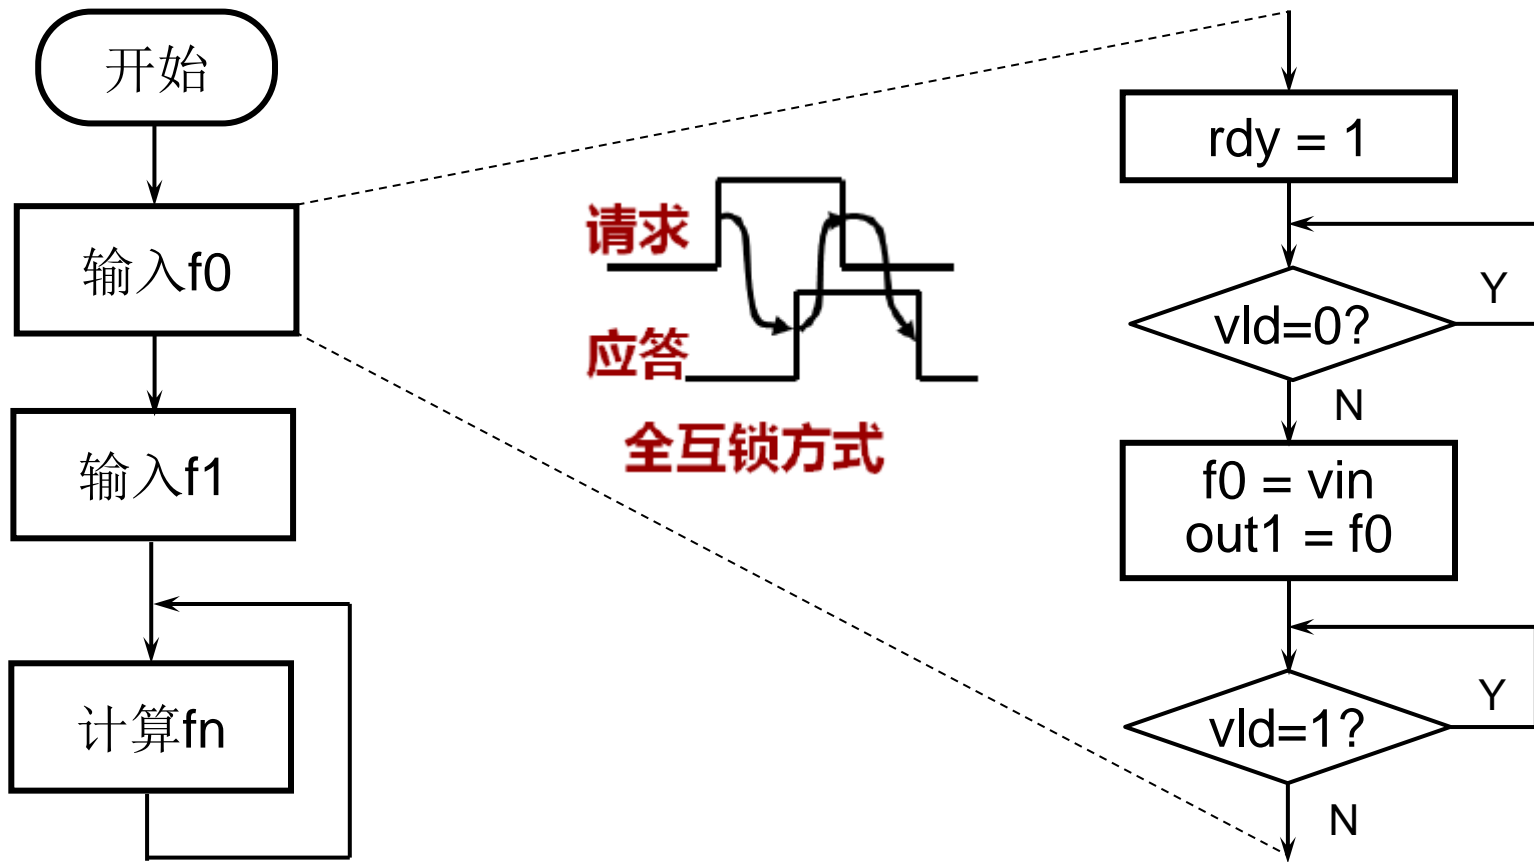 开始
输入f0
输入f1
计算fn
请求
应答
全互锁方式
rdy = 1
vld=0?
Y
N
f0 = vin
out1 = f0
vld=1?
Y
N